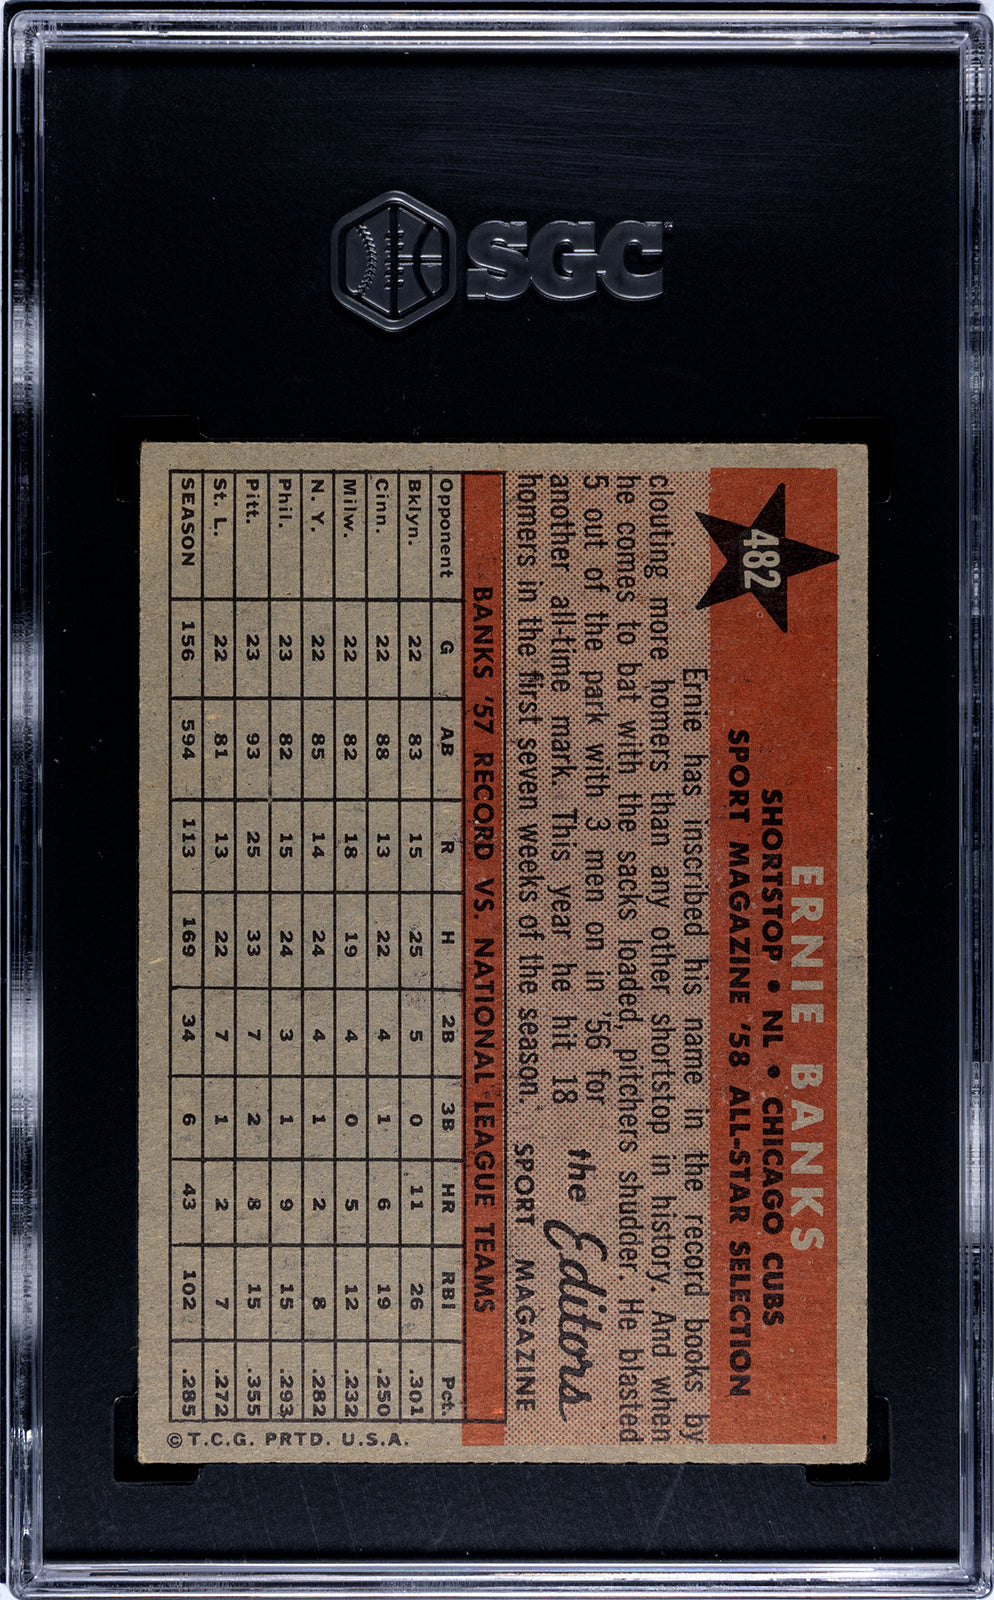 SGC
482
ERNIE BANKS
SHORTSTOP • NL • CHICAGO CUBS
SPORT MAGAZINE '58 ALL-STAR SELECTION
Ernie has inscribed his name in the record books by
clouting more homers than any other shortstop in history. And when
he comes to bat with the sacks loaded, pitchers shudder. He blasted
5 out of the park with 3 men on in '56 for
another all-time mark. This year he hit 18
homers in the first seven weeks of the season.
the Editors
SPORT MAGAZINE
BANKS '57 RECORD VS. NATIONAL LEAGUE TEAMS
Opponent G AB R H 2B 3B HR RBI Pct.
Bklyn. 22 83 15 25 5 0 11 26 .301
Cinn. 22 88 13 22 4 1 6 19 .250
Milw. 22 82 18 19 4 0 5 12 .232
N. Y. 22 85 14 24 4 1 2 8 .282
Phil. 23 82 15 24 3 1 9 15 .293
Pitt. 23 93 25 33 7 2 8 15 .355
St. L. 22 81 13 22 7 1 2 7 .272
SEASON 156 594 113 169 34 6 43 102 .285
© T.C.G. PRTD. U.S.A.